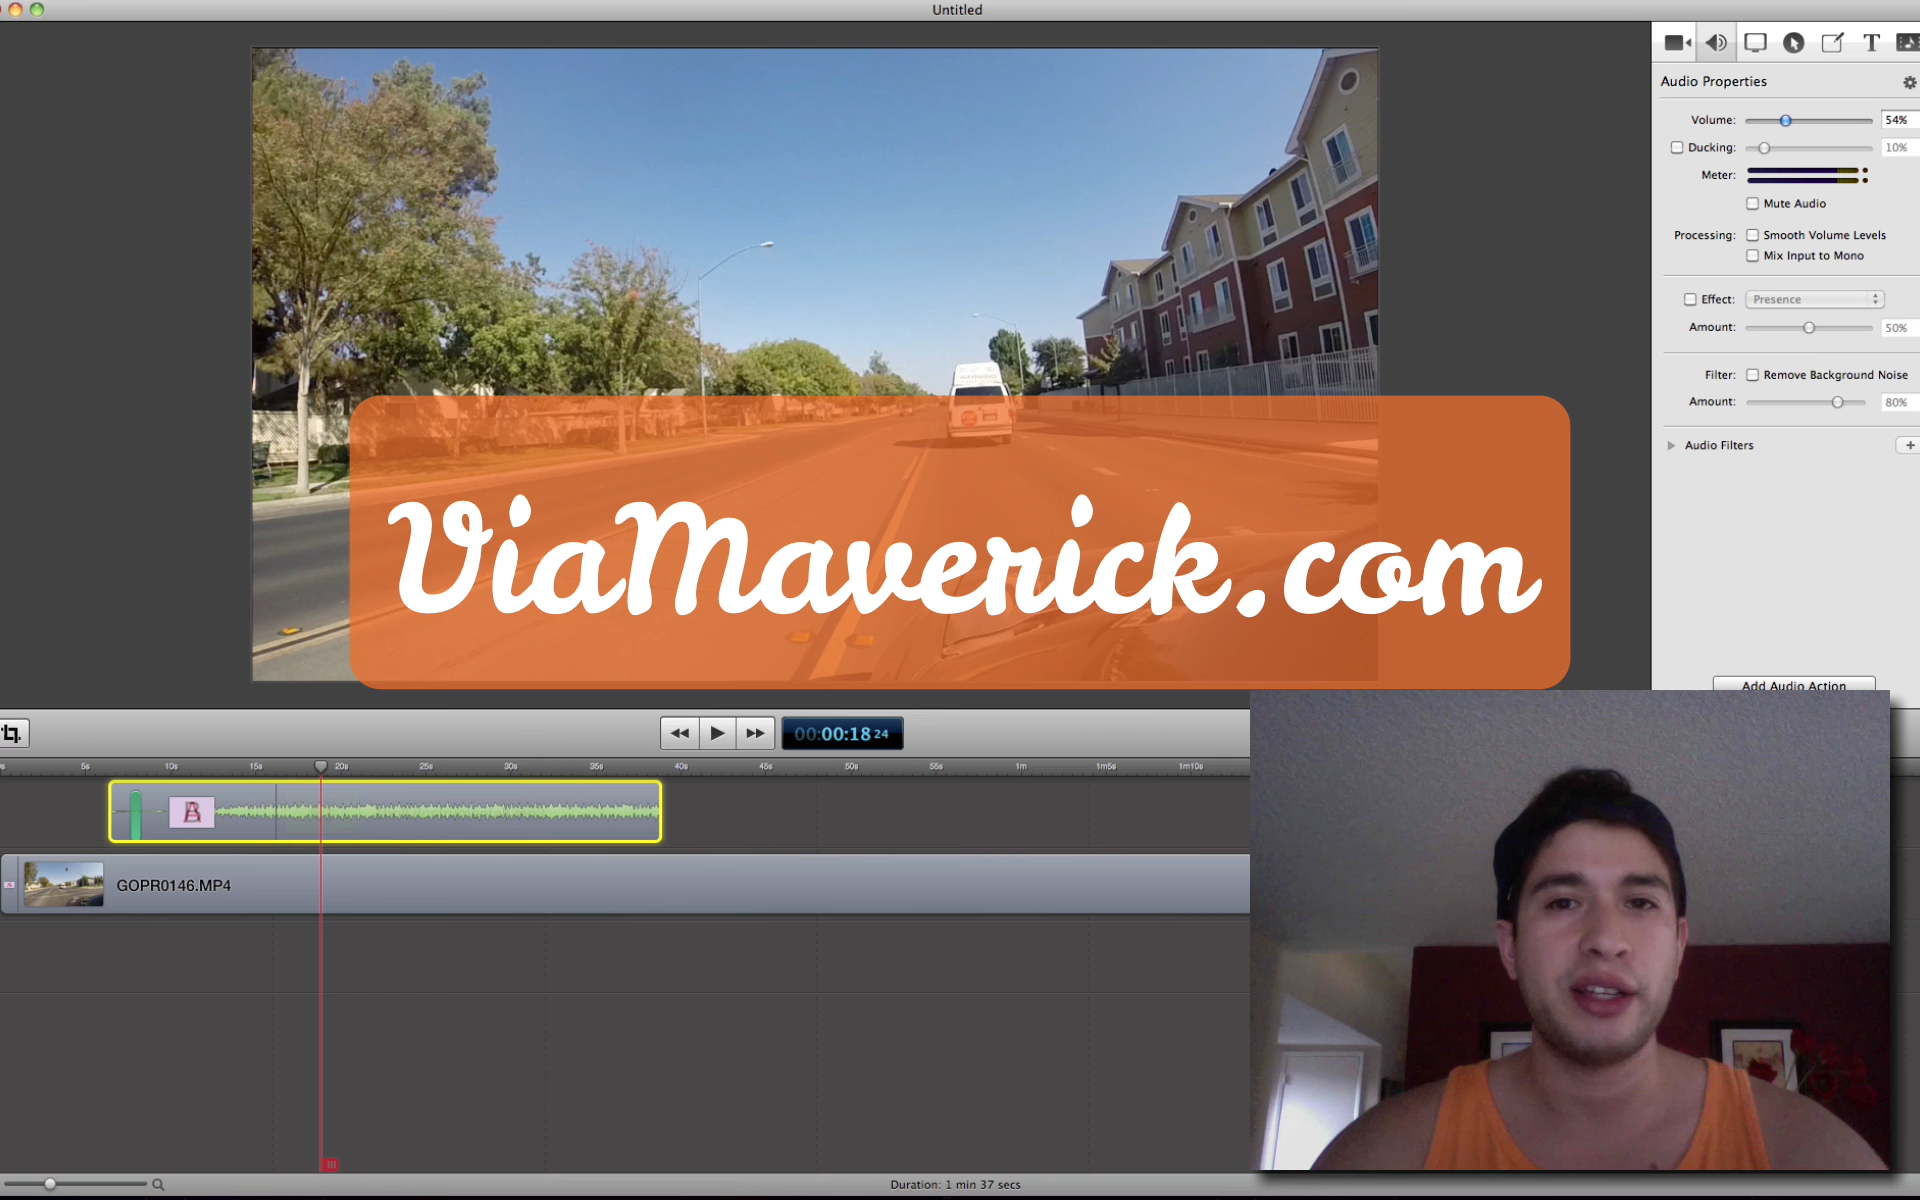 Untitled
Audio Properties
Volume: 54%
Ducking: 10%
Meter:
Mute Audio
Processing: Smooth Volume Levels
Mix Input to Mono
Effect: Presence
Amount: 50%
Filter: Remove Background Noise
Amount: 80%
Audio Filters
Add Audio Action
ViaMaverick.com
00:00:18 24
5s 10s 15s 20s 25s 30s 35s 40s 45s 50s 55s 1m 1m5s 1m10s
GOPR0146.MP4
Duration: 1 min 37 secs